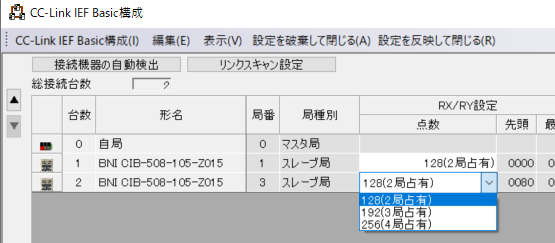 CC-Link IEF Basic構成
CC-Link IEF Basic構成(I) 編集(E) 表示(V) 設定を破棄して閉じる(A) 設定を反映して閉じる(R)
接続機器の自動検出 リンクスキャン設定
総接続台数 2
台数 形名 局番 局種別 RX/RY設定
点数 先頭 最
0 自局 0 マスタ局
1 BNI CIB-508-105-Z015 1 スレーブ局 128(2局占有) 0000 00
2 BNI CIB-508-105-Z015 3 スレーブ局 128(2局占有) 0080 00
128(2局占有)
192(3局占有)
256(4局占有)